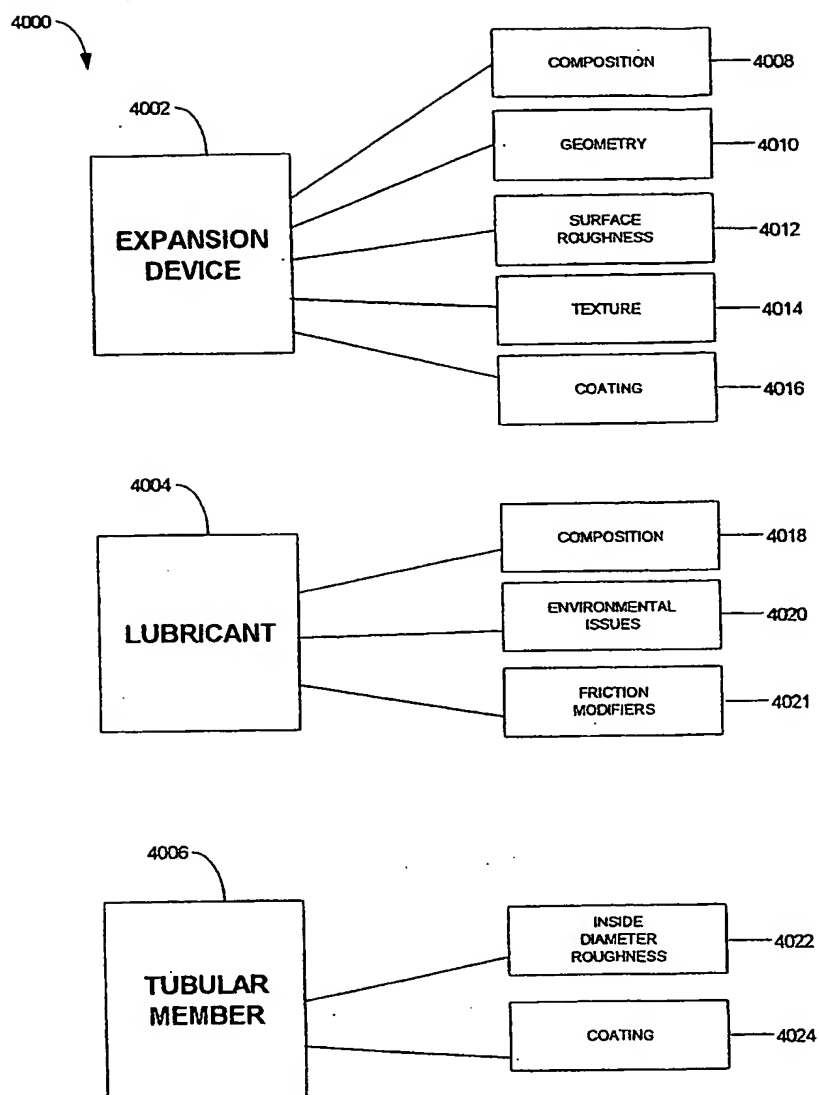 4000
4002
EXPANSION
DEVICE
COMPOSITION
4008
GEOMETRY
4010
SURFACE
ROUGHNESS
4012
TEXTURE
4014
COATING
4016
4004
LUBRICANT
COMPOSITION
4018
ENVIRONMENTAL
ISSUES
4020
FRICTION
MODIFIERS
4021
4006
TUBULAR
MEMBER
INSIDE
DIAMETER
ROUGHNESS
4022
COATING
4024